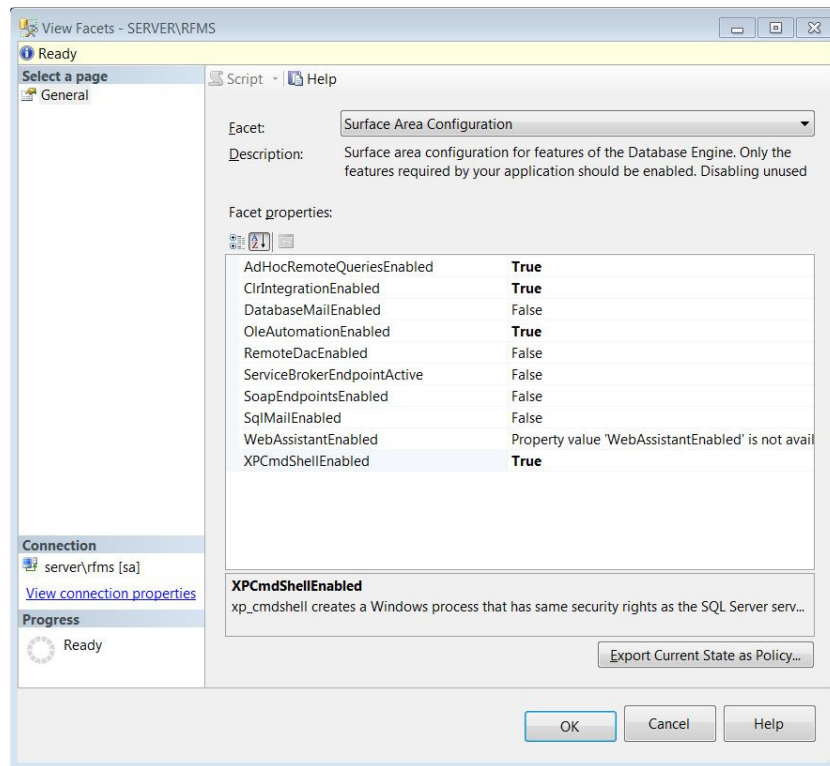 View Facets - SERVER\RFMS
Ready
Select a page
General
Script
Help
Facet:
Surface Area Configuration
Description:
Surface area configuration for features of the Database Engine. Only the
features required by your application should be enabled. Disabling unused
Facet properties:
AdHocRemoteQueriesEnabled True
ClrIntegrationEnabled True
DatabaseMailEnabled False
OleAutomationEnabled True
RemoteDacEnabled False
ServiceBrokerEndpointActive False
SoapEndpointsEnabled False
SqlMailEnabled False
WebAssistantEnabled Property value 'WebAssistantEnabled' is not avail
XPCmdShellEnabled True
XPCmdShellEnabled
xp_cmdshell creates a Windows process that has same security rights as the SQL Server serv...
Connection
server\rfms [sa]
View connection properties
Progress
Ready
Export Current State as Policy...
OK
Cancel
Help